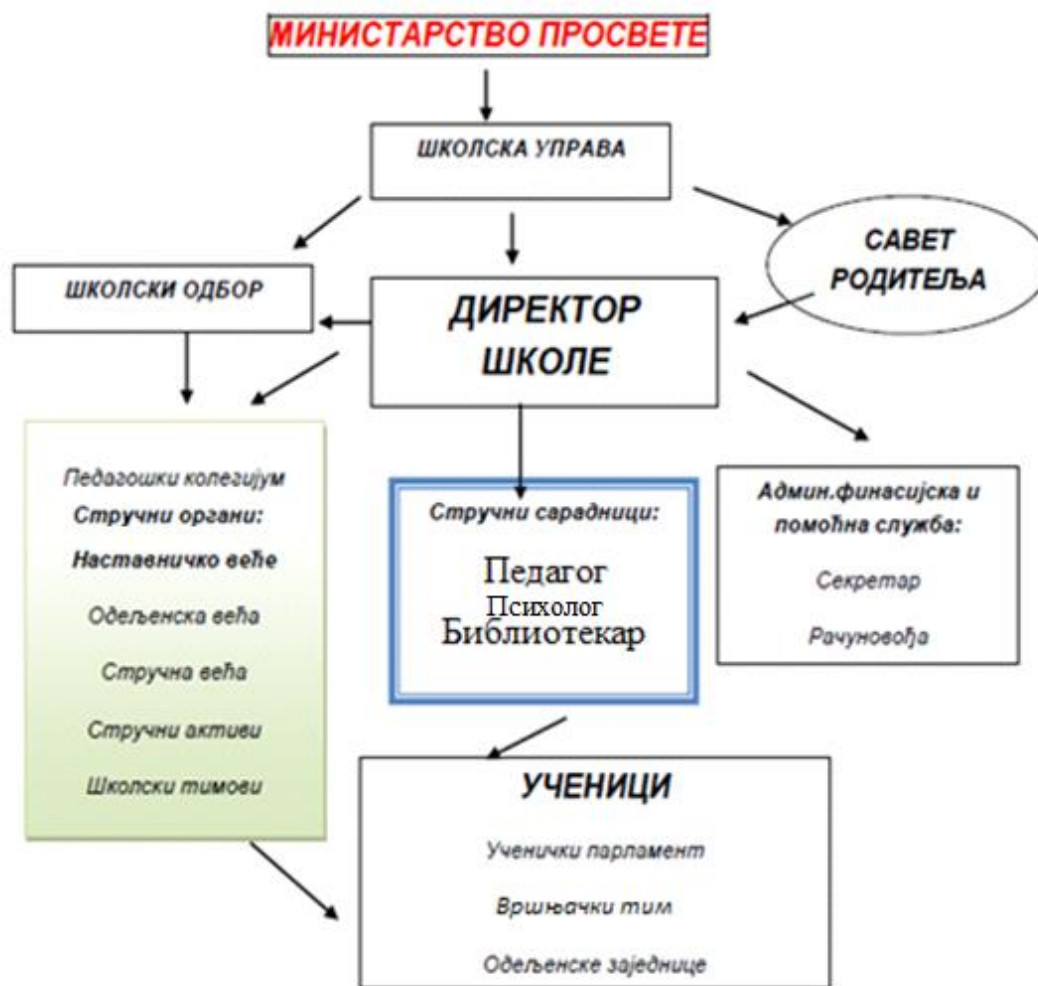 МИНИСТАРСТВО ПРОСВЕТЕ
ШКОЛСКА УПРАВА
САВЕТ
РОДИТЕЉА
ШКОЛСКИ ОДБОР
ДИРЕКТОР
ШКОЛЕ
Педагошки колегијум
Стручни органи:
Наставничко веће
Одељенска већа
Стручна већа
Стручни активи
Школски тимови
Стручни сарадници:
Педагог
Психолог
Библиотекар
Админ.финасијска и
помоћна служба:
Секретар
Рачуновођа
УЧЕНИЦИ
Ученички парламент
Вршњачки тим
Одељенске заједнице